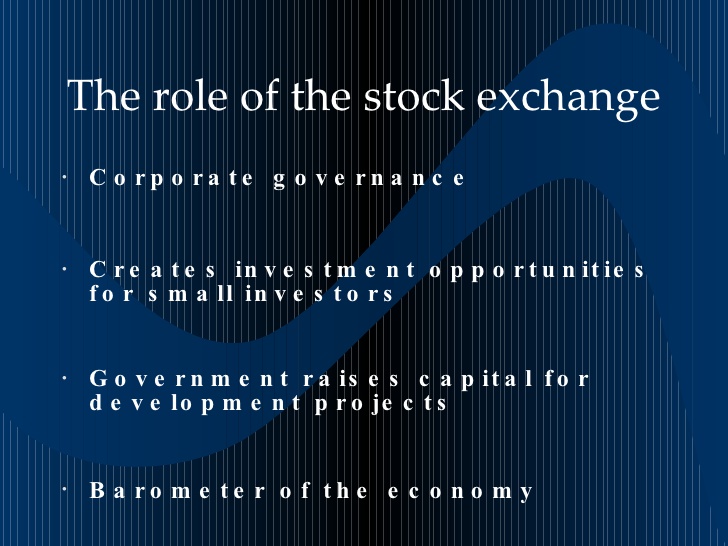 The role of the stock exchange
• Corporate governance
• Creates investment opportunities
for small investors
• Government raises capital for
development projects
• Barometer of the economy